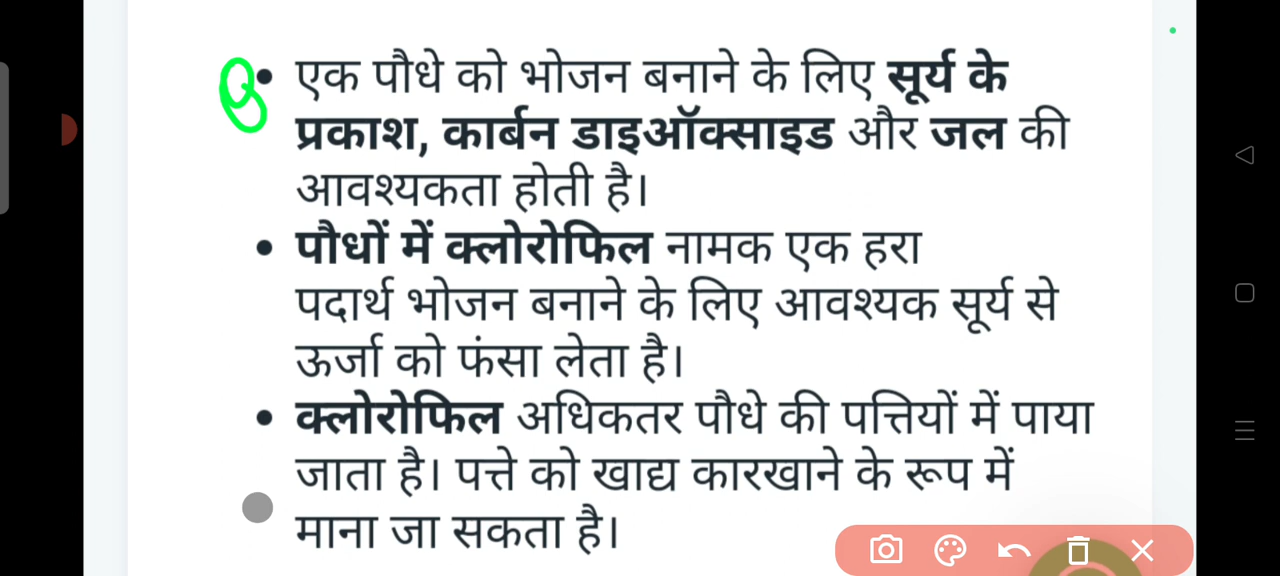 • एक पौधे को भोजन बनाने के लिए सूर्य के
प्रकाश, कार्बन डाइऑक्साइड और जल की
आवश्यकता होती है।
• पौधों में क्लोरोफिल नामक एक हरा
पदार्थ भोजन बनाने के लिए आवश्यक सूर्य से
ऊर्जा को फंसा लेता है।
• क्लोरोफिल अधिकतर पौधे की पत्तियों में पाया
जाता है। पत्ते को खाद्य कारखाने के रूप में
माना जा सकता है।